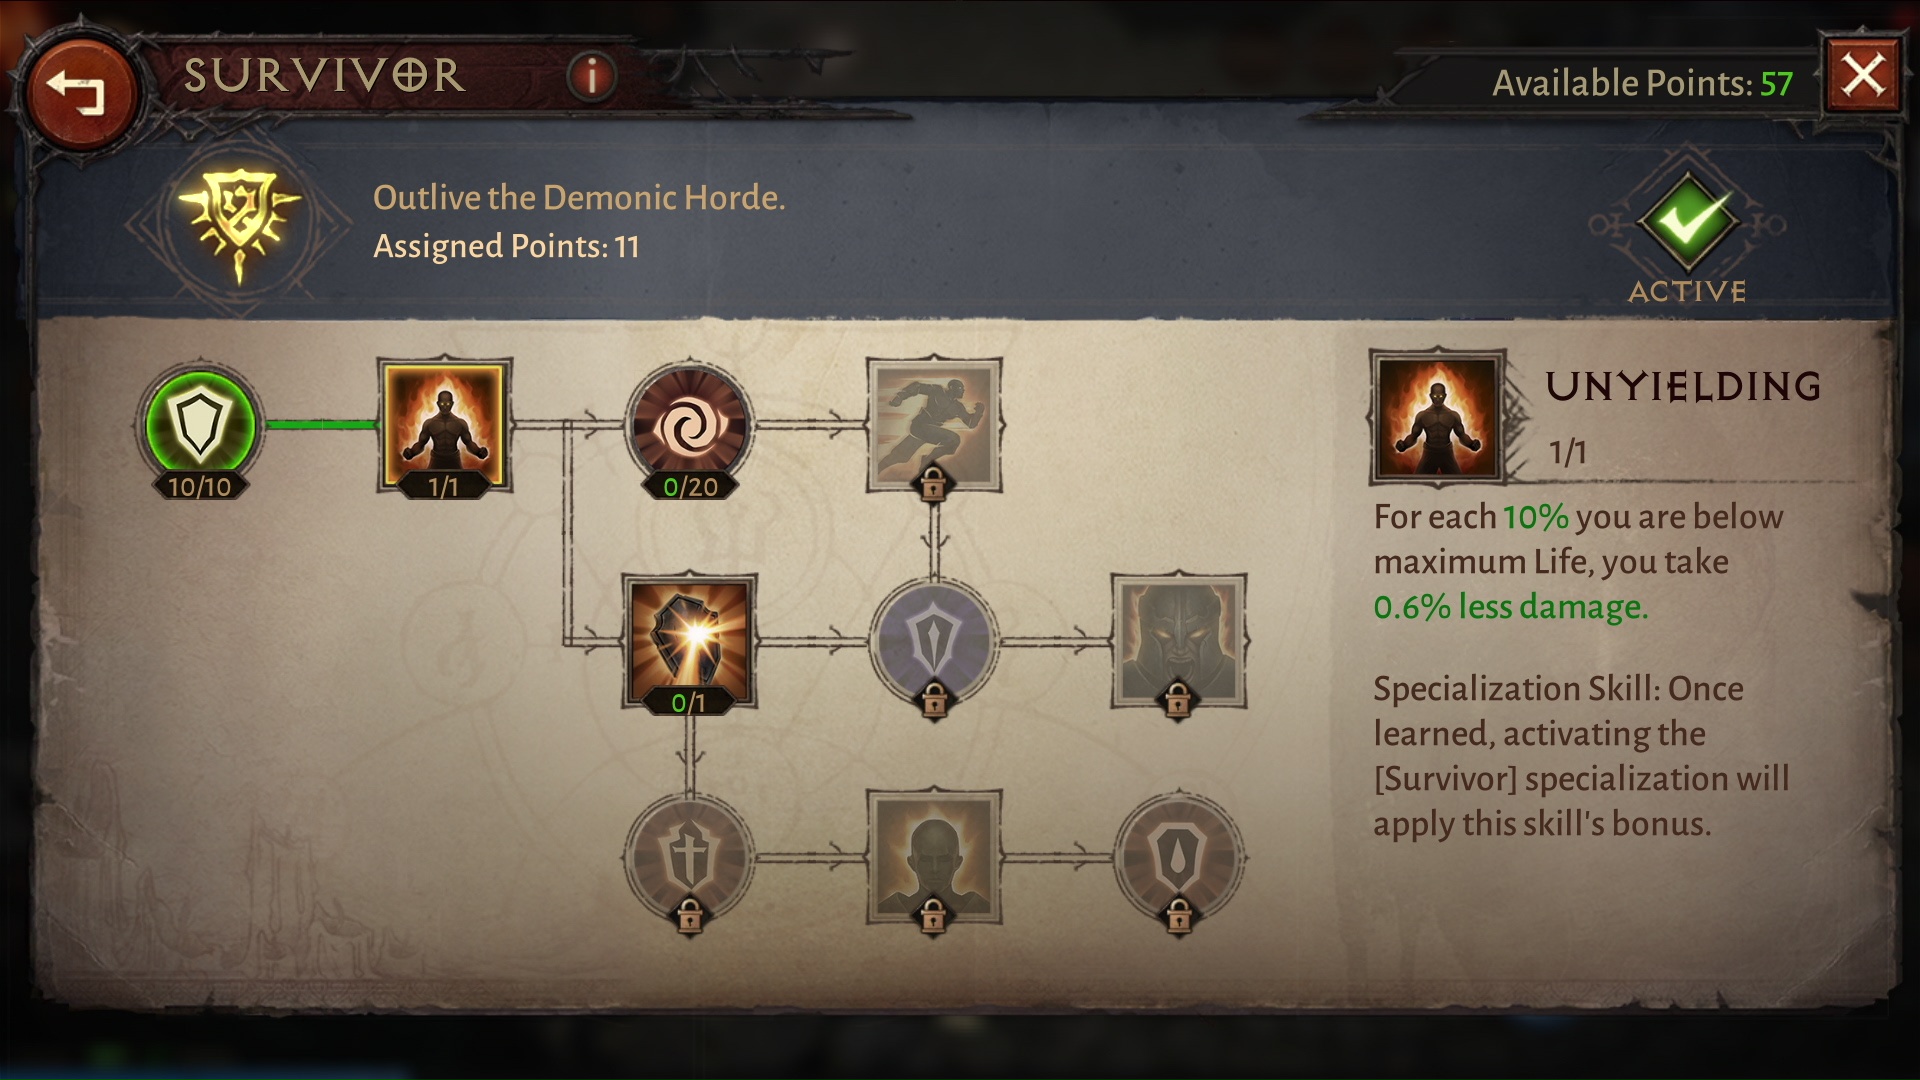 SURVIVOR
i
Available Points: 57
Outlive the Demonic Horde.
Assigned Points: 11
ACTIVE
10/10
1/1
0/20
0/1
UNYIELDING
1/1
For each 10% you are below
maximum Life, you take
0.6% less damage.
Specialization Skill: Once
learned, activating the
[Survivor] specialization will
apply this skill's bonus.